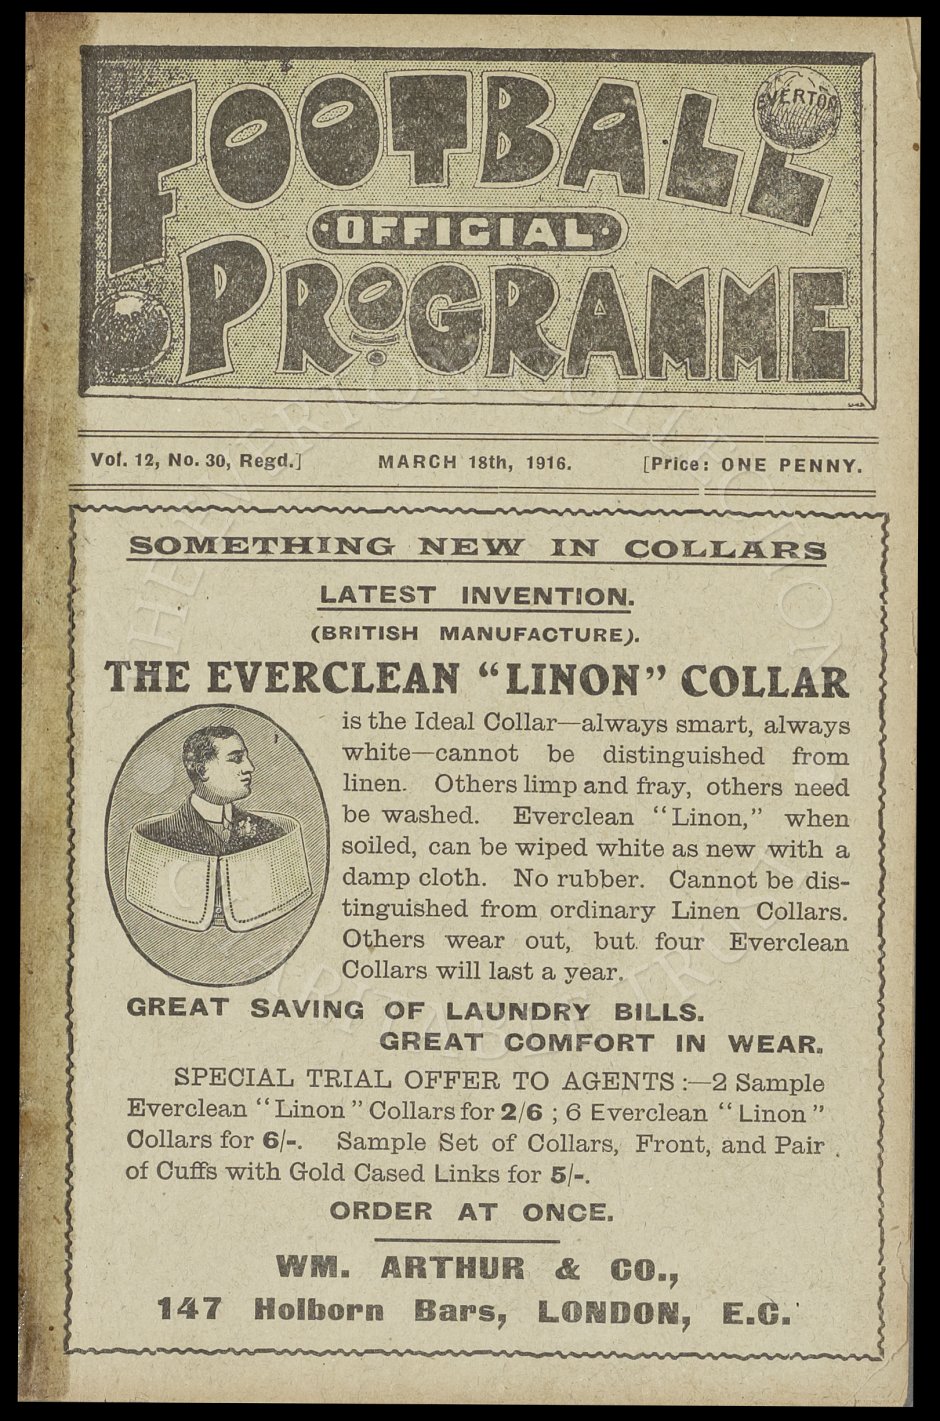 FOOTBALL
EVERTON
OFFICIAL
PROGRAMME
Vol. 12, No. 30, Regd.] MARCH 18th, 1916. [Price: ONE PENNY.
SOMETHING NEW IN COLLARS
LATEST INVENTION.
(BRITISH MANUFACTURE).
THE EVERCLEAN "LINON" COLLAR
is the Ideal Collar—always smart, always
white—cannot be distinguished from
linen. Others limp and fray, others need
be washed. Everclean "Linon," when
soiled, can be wiped white as new with a
damp cloth. No rubber. Cannot be dis-
tinguished from ordinary Linen Collars.
Others wear out, but four Everclean
Collars will last a year.
GREAT SAVING OF LAUNDRY BILLS.
GREAT COMFORT IN WEAR.
SPECIAL TRIAL OFFER TO AGENTS:—2 Sample
Everclean "Linon" Collars for 2/6; 6 Everclean "Linon"
Collars for 6/-. Sample Set of Collars, Front, and Pair
of Cuffs with Gold Cased Links for 5/-.
ORDER AT ONCE.
WM. ARTHUR & CO.,
147 Holborn Bars, LONDON, E.C.
THE EVERTON COLLECTION